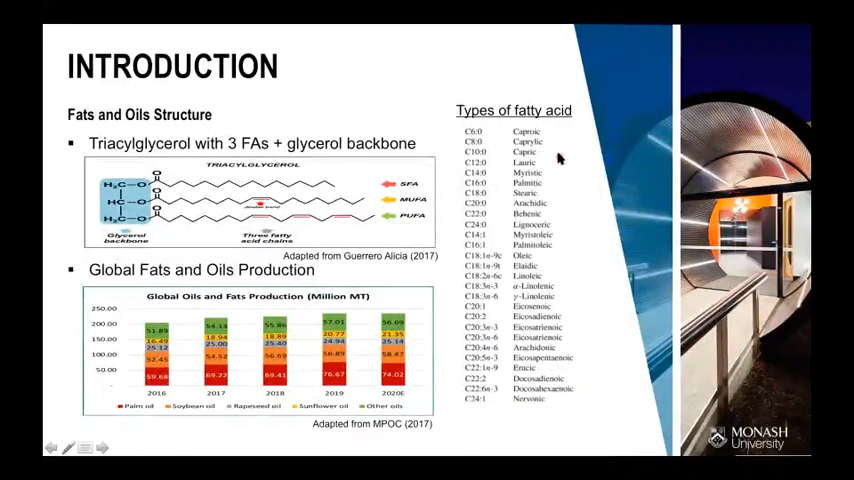 INTRODUCTION
Fats and Oils Structure
▪ Triacylglycerol with 3 FAs + glycerol backbone
TRIACYLGLYCEROL
H₂C O O
HC O O
H₂C O O
double bond
SFA
MUFA
PUFA
Glycerol backbone
Three fatty acid chains
Adapted from Guerrero Alicia (2017)
▪ Global Fats and Oils Production
Global Oils and Fats Production (Million MT)
250.00
200.00
150.00
100.00
50.00
-
51.89 54.13 55.86 57.01 56.69
16.49 18.94 18.89 20.77 21.35
25.12 25.00 25.40 24.94 25.14
52.45 54.52 56.69 56.89 58.47
59.68 69.22 69.41 76.67 74.02
2016 2017 2018 2019 2020E
Palm oil Soybean oil Rapeseed oil Sunflower oil Other oils
Adapted from MPOC (2017)
Types of fatty acid
C6:0 Caproic
C8:0 Caprylic
C10:0 Capric
C12:0 Lauric
C14:0 Myristic
C16:0 Palmitic
C18:0 Stearic
C20:0 Arachidic
C22:0 Behenic
C24:0 Lignoceric
C14:1 Myristoleic
C16:1 Palmitoleic
C18:1n-9c Oleic
C18:1n-9t Elaidic
C18:2n-6c Linoleic
C18:3n-3 α-Linolenic
C18:3n-6 γ-Linolenic
C20:1 Eicosenoic
C20:2 Eicosadienoic
C20:3n-3 Eicosatrienoic
C20:3n-6 Eicosatrienoic
C20:4n-6 Arachidonic
C20:5n-3 Eicosapentaenoic
C22:1n-9 Erucic
C22:2 Docosadienoic
C22:6n-3 Docosahexaenoic
C24:1 Nervonic
MONASH
University